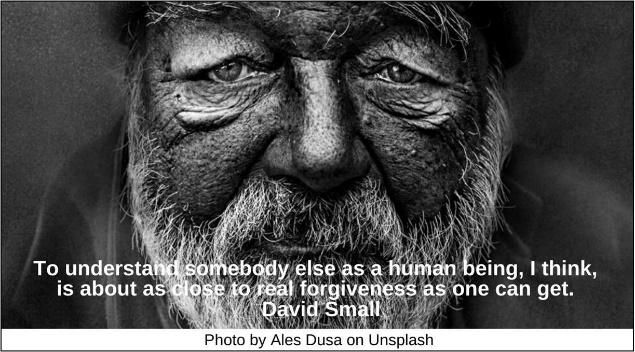 To understand somebody else as a human being, I think,
is about as close to real forgiveness as one can get.
David Small
Photo by Ales Dusa on Unsplash